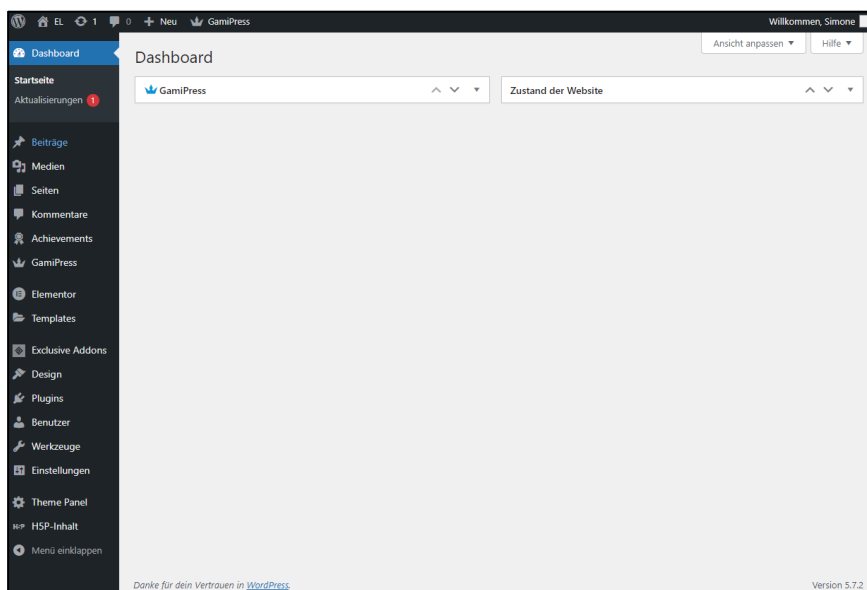 EL 1 0 Neu GamiPress Willkommen, Simone
Ansicht anpassen Hilfe
Dashboard
Startseite
Aktualisierungen 1
Beiträge
Medien
Seiten
Kommentare
Achievements
GamiPress
Elementor
Templates
Exclusive Addons
Design
Plugins
Benutzer
Werkzeuge
Einstellungen
Theme Panel
H5P H5P-Inhalt
Menü einklappen
Dashboard
GamiPress
Zustand der Website
Danke für dein Vertrauen in WordPress.
Version 5.7.2